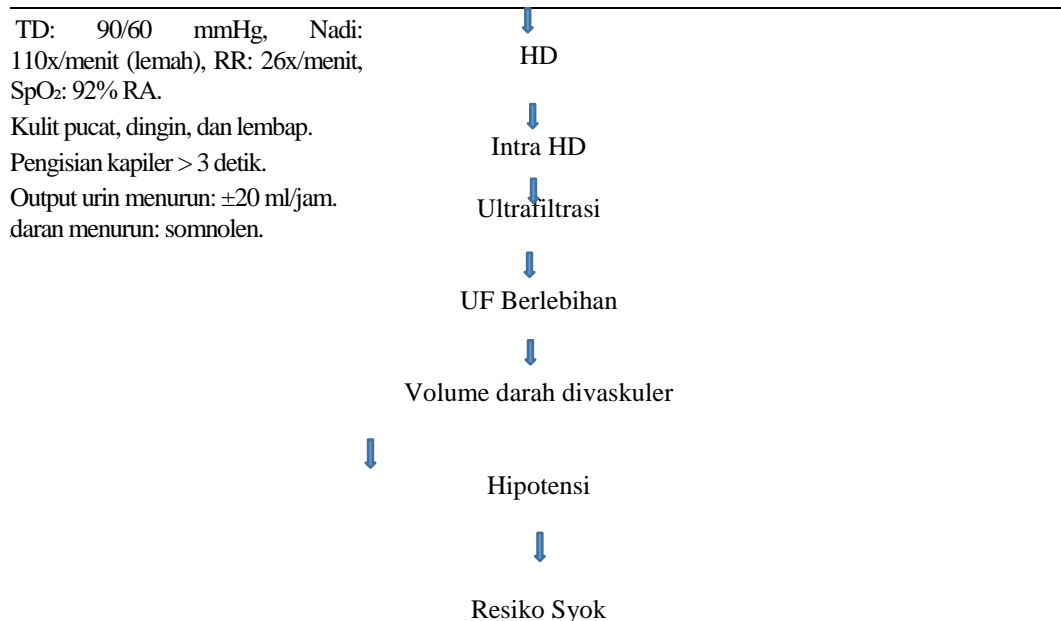 TD: 90/60 mmHg, Nadi:
110x/menit (lemah), RR: 26x/menit,
SpO₂: 92% RA.
Kulit pucat, dingin, dan lembap.
Pengisian kapiler > 3 detik.
Output urin menurun: ±20 ml/jam.
daran menurun: somnolen.
HD
Intra HD
Ultrafiltrasi
UF Berlebihan
Volume darah divaskuler
Hipotensi
Resiko Syok